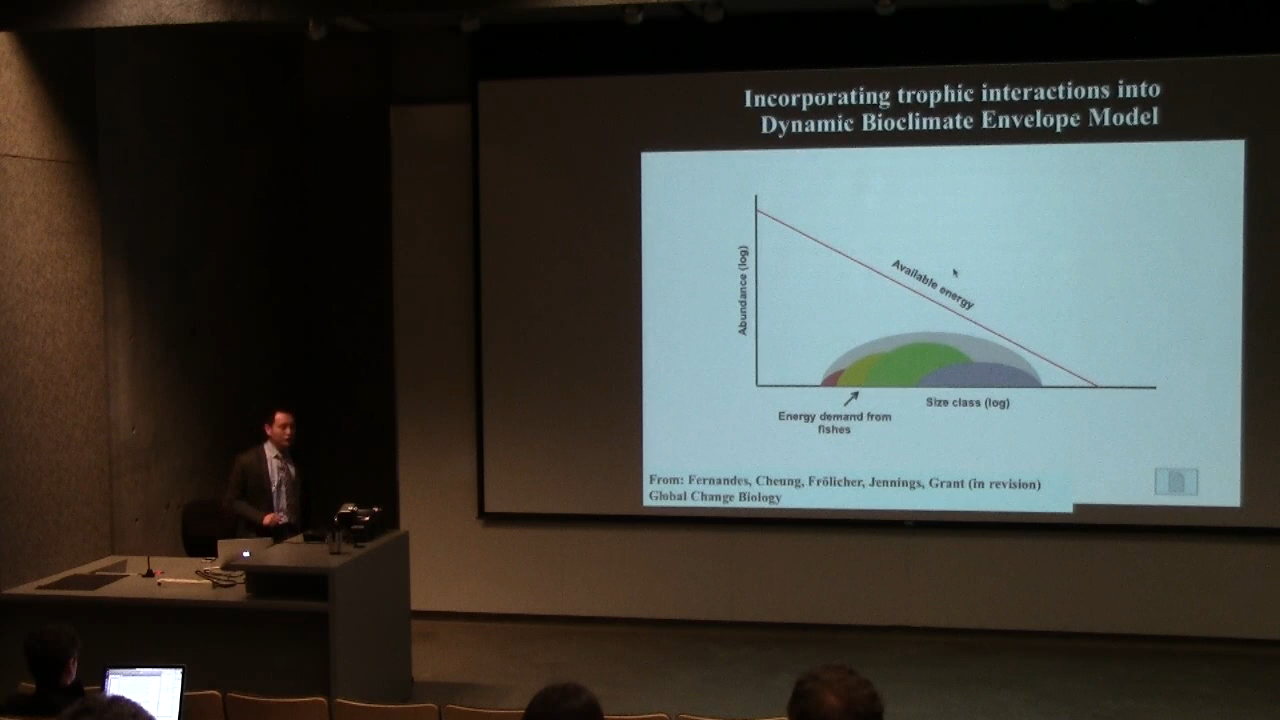 Incorporating trophic interactions into
Dynamic Bioclimate Envelope Model
Abundance (log)
Available energy
Size class (log)
Energy demand from
fishes
From: Fernandes, Cheung, Frölicher, Jennings, Grant (in revision)
Global Change Biology